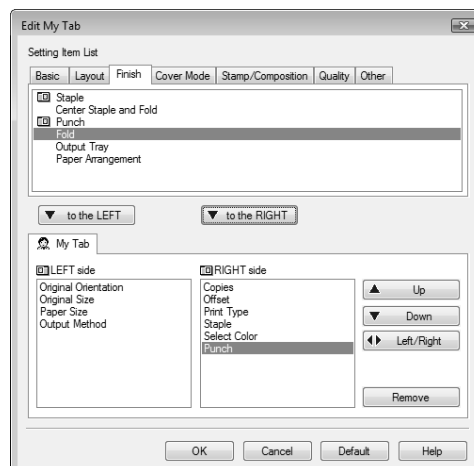 Edit My Tab
Setting Item List
Basic Layout Finish Cover Mode Stamp/Composition Quality Other
Staple
Center Staple and Fold
Punch
Fold
Output Tray
Paper Arrangement
to the LEFT to the RIGHT
My Tab
LEFT side
Original Orientation
Original Size
Paper Size
Output Method
RIGHT side
Copies
Offset
Print Type
Staple
Select Color
Punch
Up
Down
Left/Right
Remove
OK Cancel Default Help